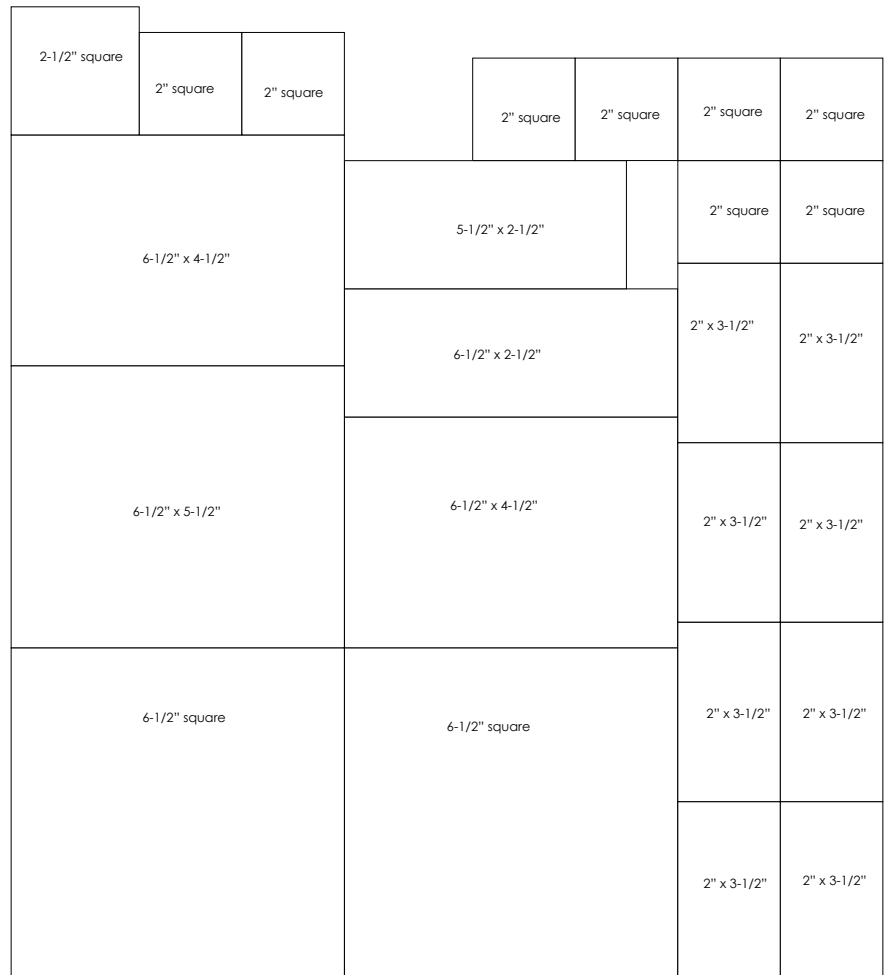 2-1/2” square
2” square
2” square
2” square
2” square
2” square
2” square
6-1/2” x 4-1/2”
5-1/2” x 2-1/2”
2” square
2” square
6-1/2” x 2-1/2”
2” x 3-1/2”
2” x 3-1/2”
6-1/2” x 5-1/2”
6-1/2” x 4-1/2”
2” x 3-1/2”
2” x 3-1/2”
6-1/2” square
6-1/2” square
2” x 3-1/2”
2” x 3-1/2”
2” x 3-1/2”
2” x 3-1/2”